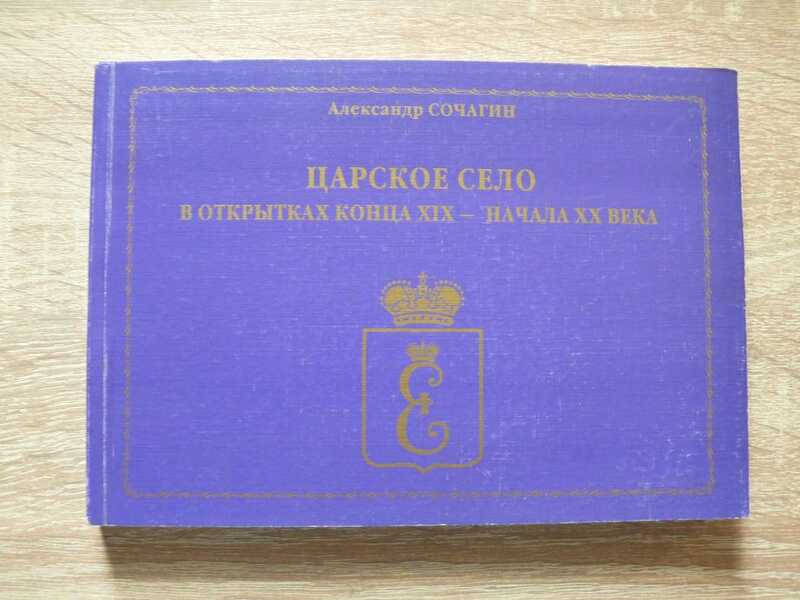 Александр СОЧАГИН
ЦАРСКОЕ СЕЛО
В ОТКРЫТКАХ КОНЦА XIX — НАЧАЛА XX ВЕКА
Є